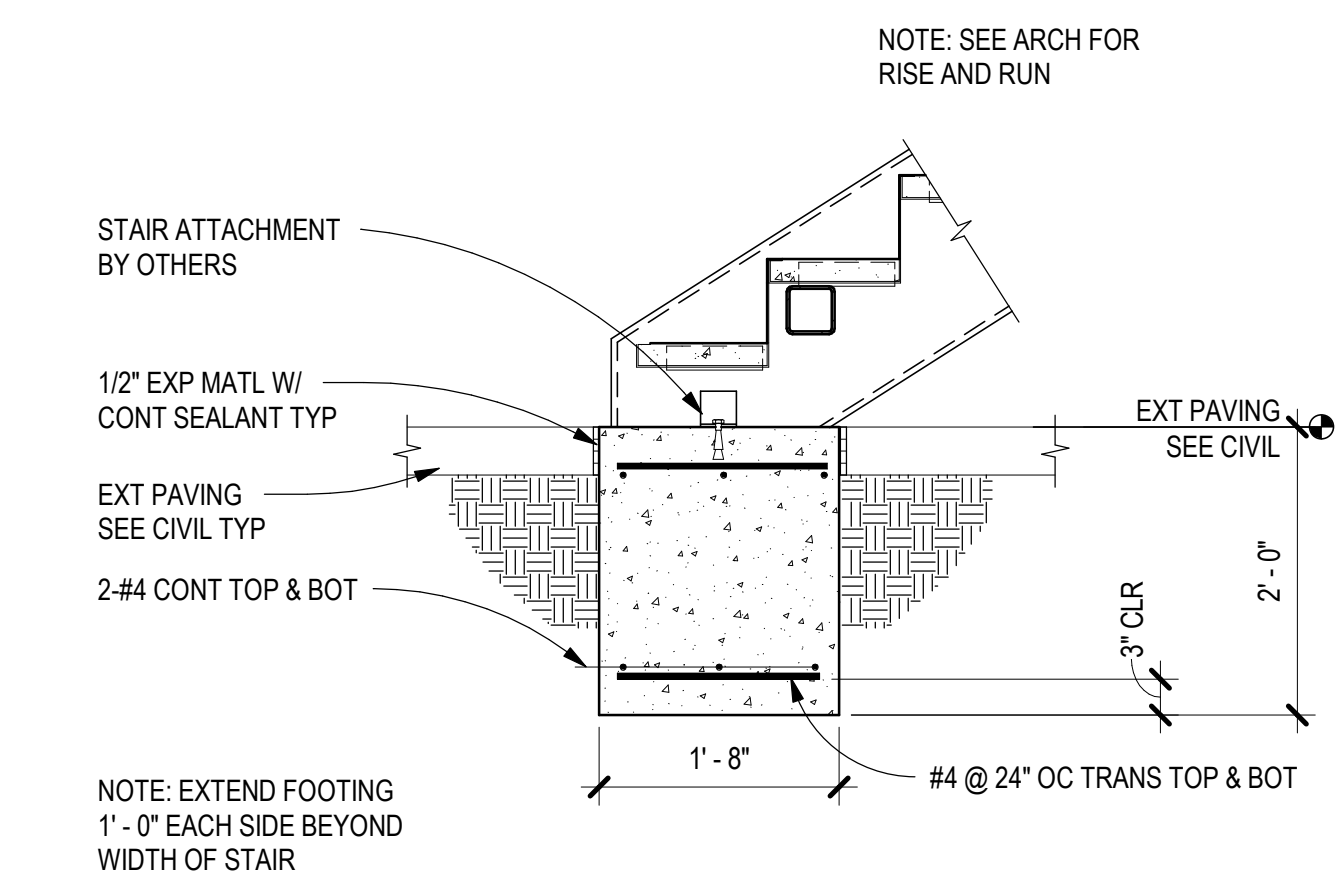 NOTE: SEE ARCH FOR
RISE AND RUN
STAIR ATTACHMENT
BY OTHERS
1/2" EXP MATL W/
CONT SEALANT TYP
EXT PAVING
SEE CIVIL
EXT PAVING
SEE CIVIL TYP
2-#4 CONT TOP & BOT
2' - 0"
3" CLR
1' - 8"
#4 @ 24" OC TRANS TOP & BOT
NOTE: EXTEND FOOTING
1' - 0" EACH SIDE BEYOND
WIDTH OF STAIR